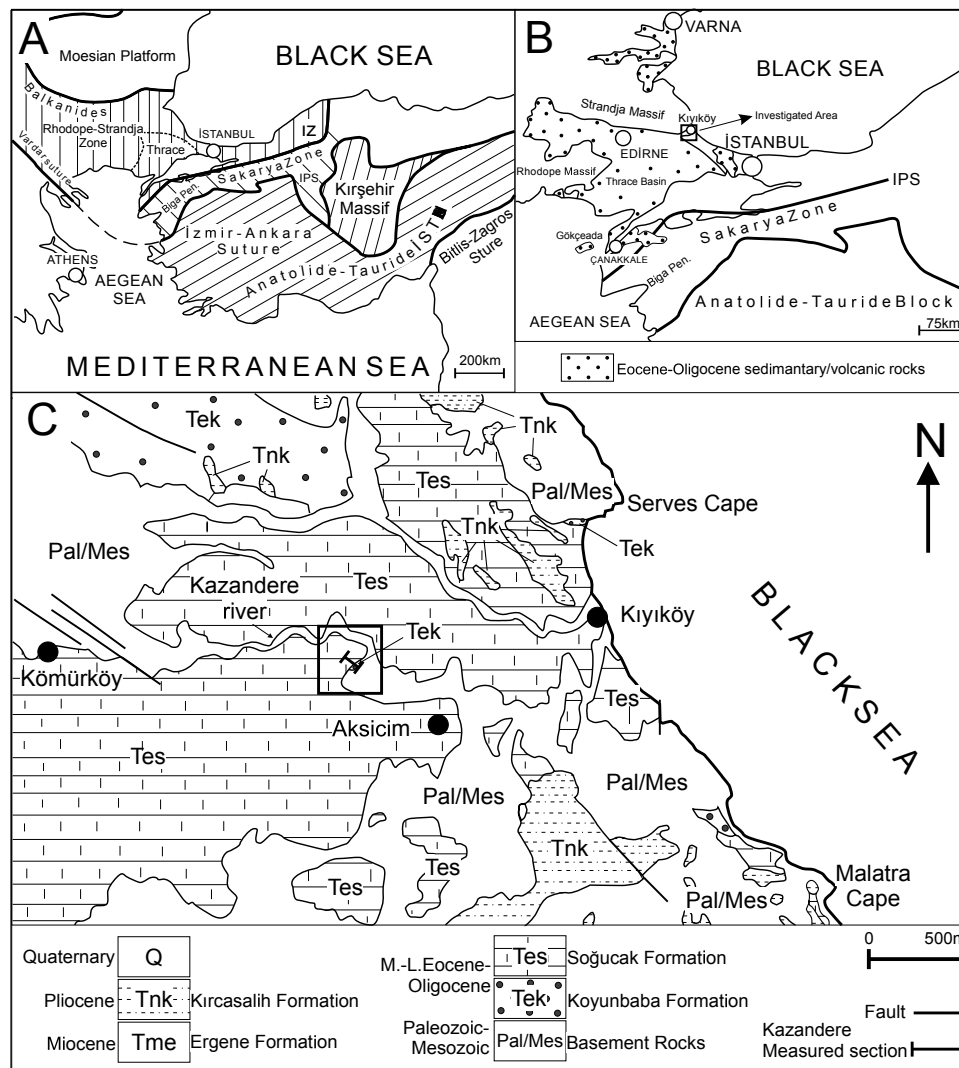 A
Moesian Platform
BLACK SEA
Balkanides
Rhodope-Strandja
Zone
Thrace
İSTANBUL
IZ
Vardar suture
Sakarya Zone
Biga Pen.
IPS
Kırşehir
Massif
İzmir-Ankara
Suture
Anatolide-Tauride
İST
Bitlis-Zagros
Sture
ATHENS
AEGEAN
SEA
MEDITERRANEAN SEA
200km
B
VARNA
BLACK SEA
Strandja Massif
Kıyıköy
Investigated Area
EDİRNE
İSTANBUL
Rhodope Massif
Thrace Basin
IPS
Gökçeada
Sakarya Zone
ÇANAKKALE
Biga Pen.
Anatolide-Tauride Block
AEGEAN SEA
75km
Eocene-Oligocene sedimantary/volcanic rocks
C
Tek
Tnk
Tnk
N
Tes
Pal/Mes
Serves Cape
Tnk
Tek
Pal/Mes
Kazandere
river
Tes
Kıyıköy
Tek
Kömürköy
BLACKSEA
Aksicim
Tes
Tes
Pal/Mes
Pal/Mes
Tnk
Tes
Tes
Pal/Mes
Malatra
Cape
Quaternary
Q
Pliocene
Tnk
Kırcasalih Formation
Miocene
Tme
Ergene Formation
M.-L.Eocene-
Oligocene
Tes
Soğucak Formation
Tek
Koyunbaba Formation
Paleozoic-
Mesozoic
Pal/Mes
Basement Rocks
0 500m
Fault
Kazandere
Measured section